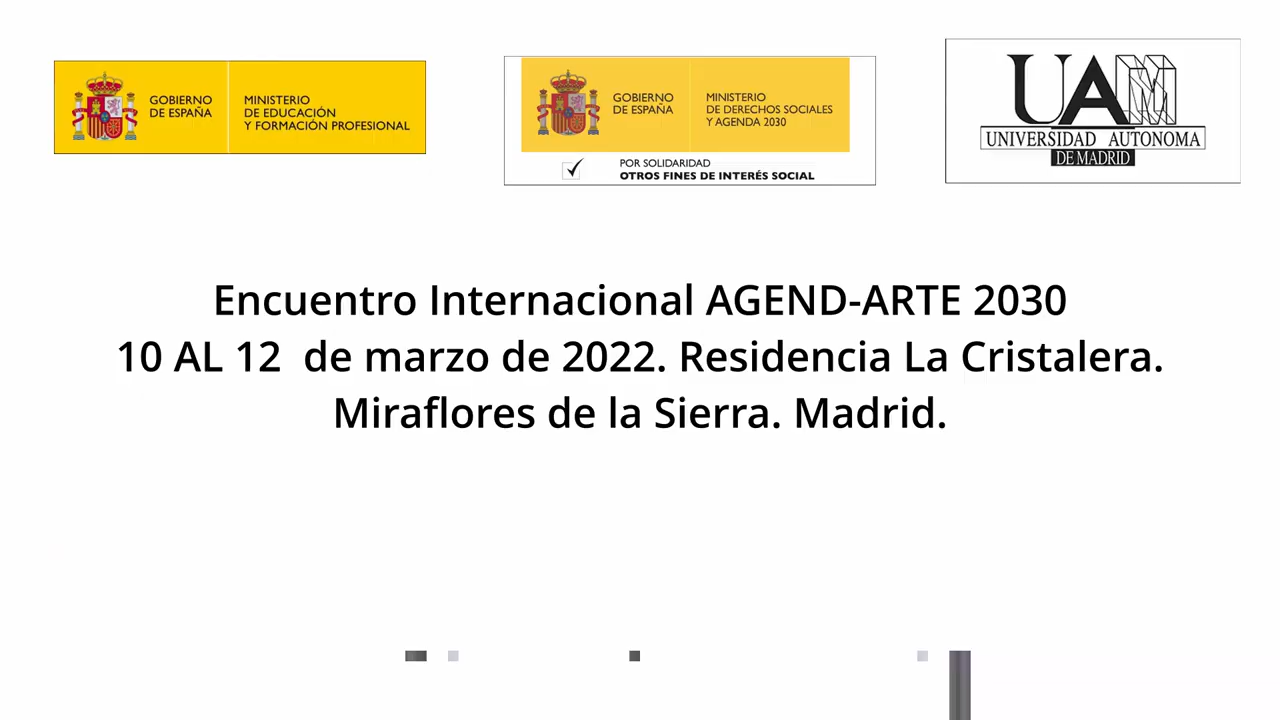 GOBIERNO
DE ESPAÑA
MINISTERIO
DE EDUCACIÓN
Y FORMACIÓN PROFESIONAL
GOBIERNO
DE ESPAÑA
MINISTERIO
DE DERECHOS SOCIALES
Y AGENDA 2030
POR SOLIDARIDAD
OTROS FINES DE INTERÉS SOCIAL
UAM
UNIVERSIDAD AUTONOMA
DE MADRID
Encuentro Internacional AGEND-ARTE 2030
10 AL 12 de marzo de 2022. Residencia La Cristalera.
Miraflores de la Sierra. Madrid.